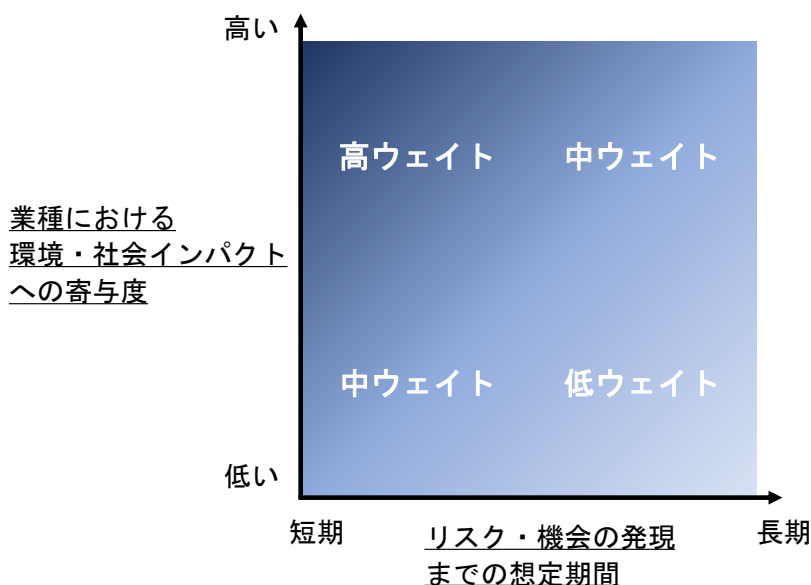 高い
高ウェイト
中ウェイト
業種における
環境・社会インパクト
への寄与度
中ウェイト
低ウェイト
低い
短期
リスク・機会の発現
までの想定期間
長期